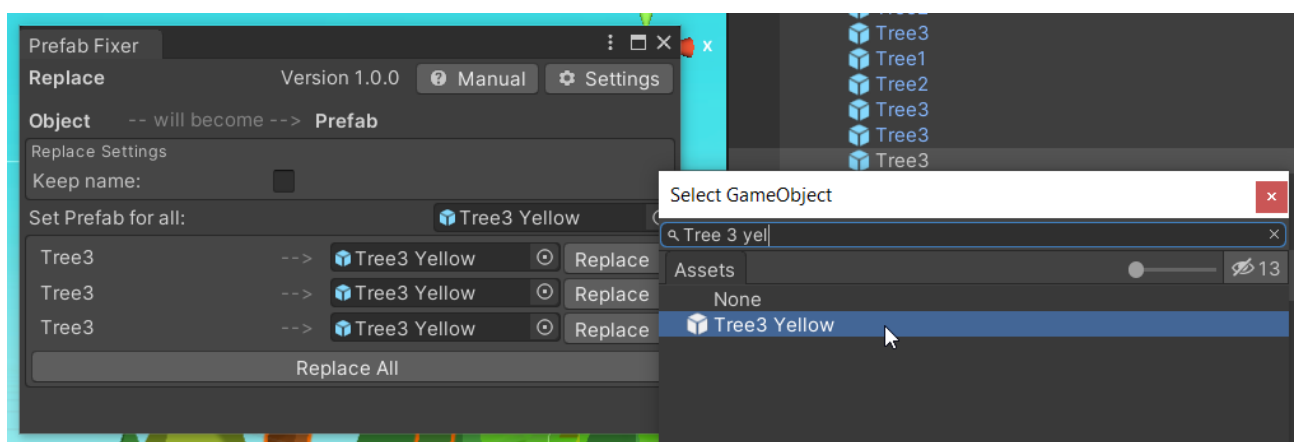 Prefab Fixer
Replace Version 1.0.0 Manual Settings
Object -- will become --> Prefab
Replace Settings
Keep name:
Set Prefab for all: Tree3 Yellow
Tree3 --> Tree3 Yellow Replace
Tree3 --> Tree3 Yellow Replace
Tree3 --> Tree3 Yellow Replace
Replace All
x
Tree3
Tree1
Tree2
Tree3
Tree3
Tree3
Select GameObject
Tree 3 yel
Assets 13
None
Tree3 Yellow